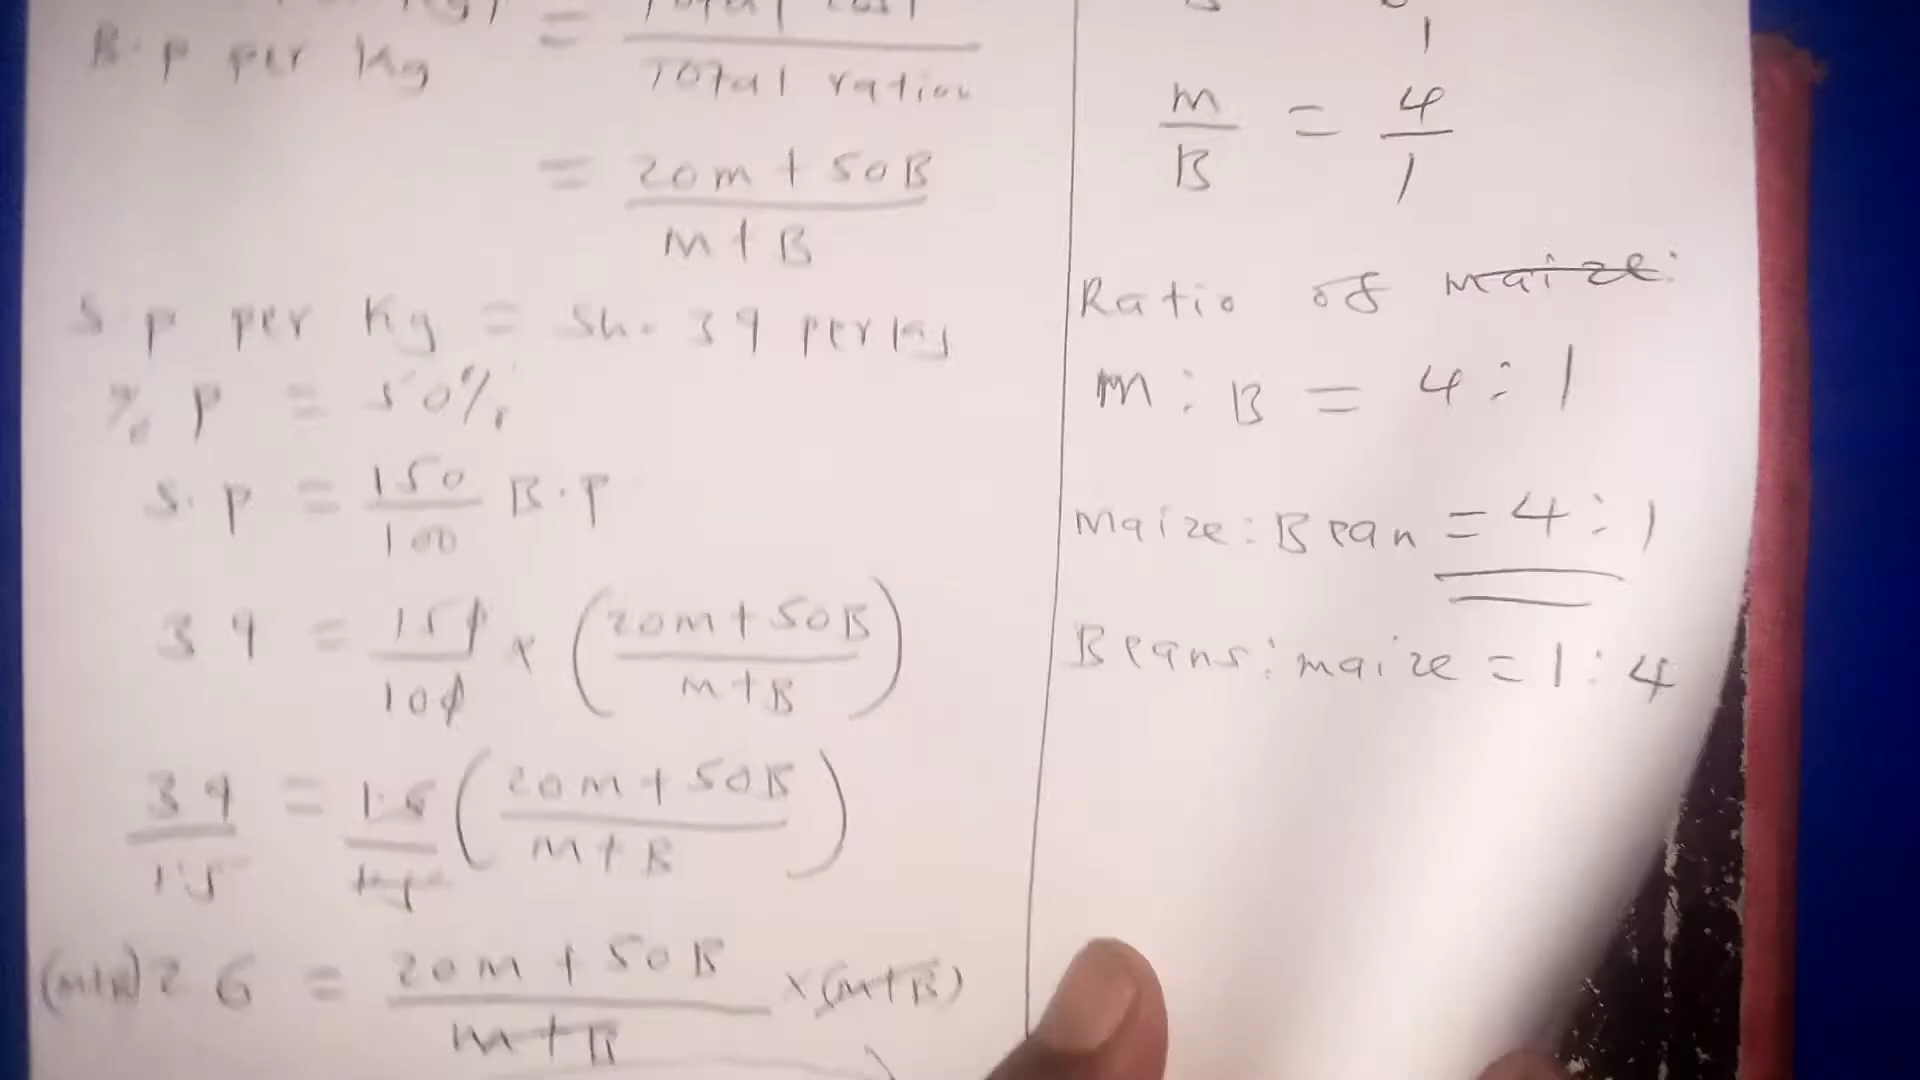 B.P per Kg = Total cost / Total ration
= 20m + 50B / m + B
S.P per Kg = Sh. 39 per kg
% P = 50%
S.P = 150/100 B.P
39 = 150/100 × (20m + 50B / m + B)
39/1.5 = 1.5/1.5 (20m + 50B / m + B)
(m+B) 26 = 20m + 50B / m + B × (m+B)
1
m/B = 4/1
Ratio of maize:
m : B = 4 : 1
Maize : Bean = 4 : 1
Beans : maize = 1 : 4